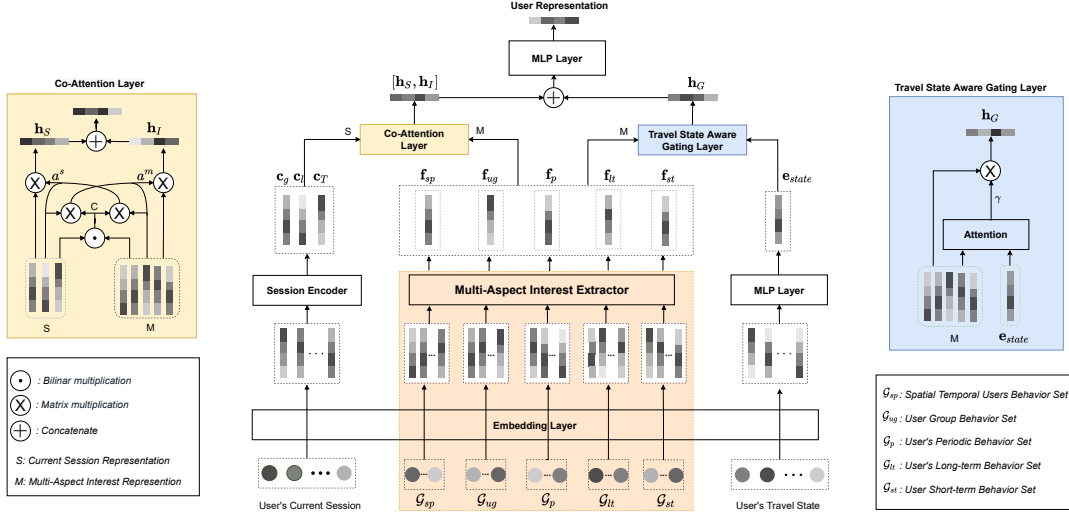 User Representation
MLP Layer
[h_S, h_I]
h_G
Co-Attention
Layer
S
M
Travel State Aware
Gating Layer
M
c_g c_l c_T
f_sp
f_ug
f_p
f_lt
f_st
e_state
Session Encoder
Multi-Aspect Interest Extractor
MLP Layer
...
...
...
...
...
...
...
Embedding Layer
User's Current Session
G_sp
G_ug
G_p
G_lt
G_st
User's Travel State
Co-Attention Layer
h_S
h_I
a^s
a^m
C
S
M
: Bilinar multiplication
: Matrix multiplication
: Concatenate
S: Current Session Representation
M: Multi-Aspect Interest Represention
Travel State Aware Gating Layer
h_G
γ
Attention
M
e_state
G_sp : Spatial Temporal Users Behavior Set
G_ug : User Group Behavior Set
G_p : User's Periodic Behavior Set
G_lt : User's Long-term Behavior Set
G_st : User Short-term Behavior Set